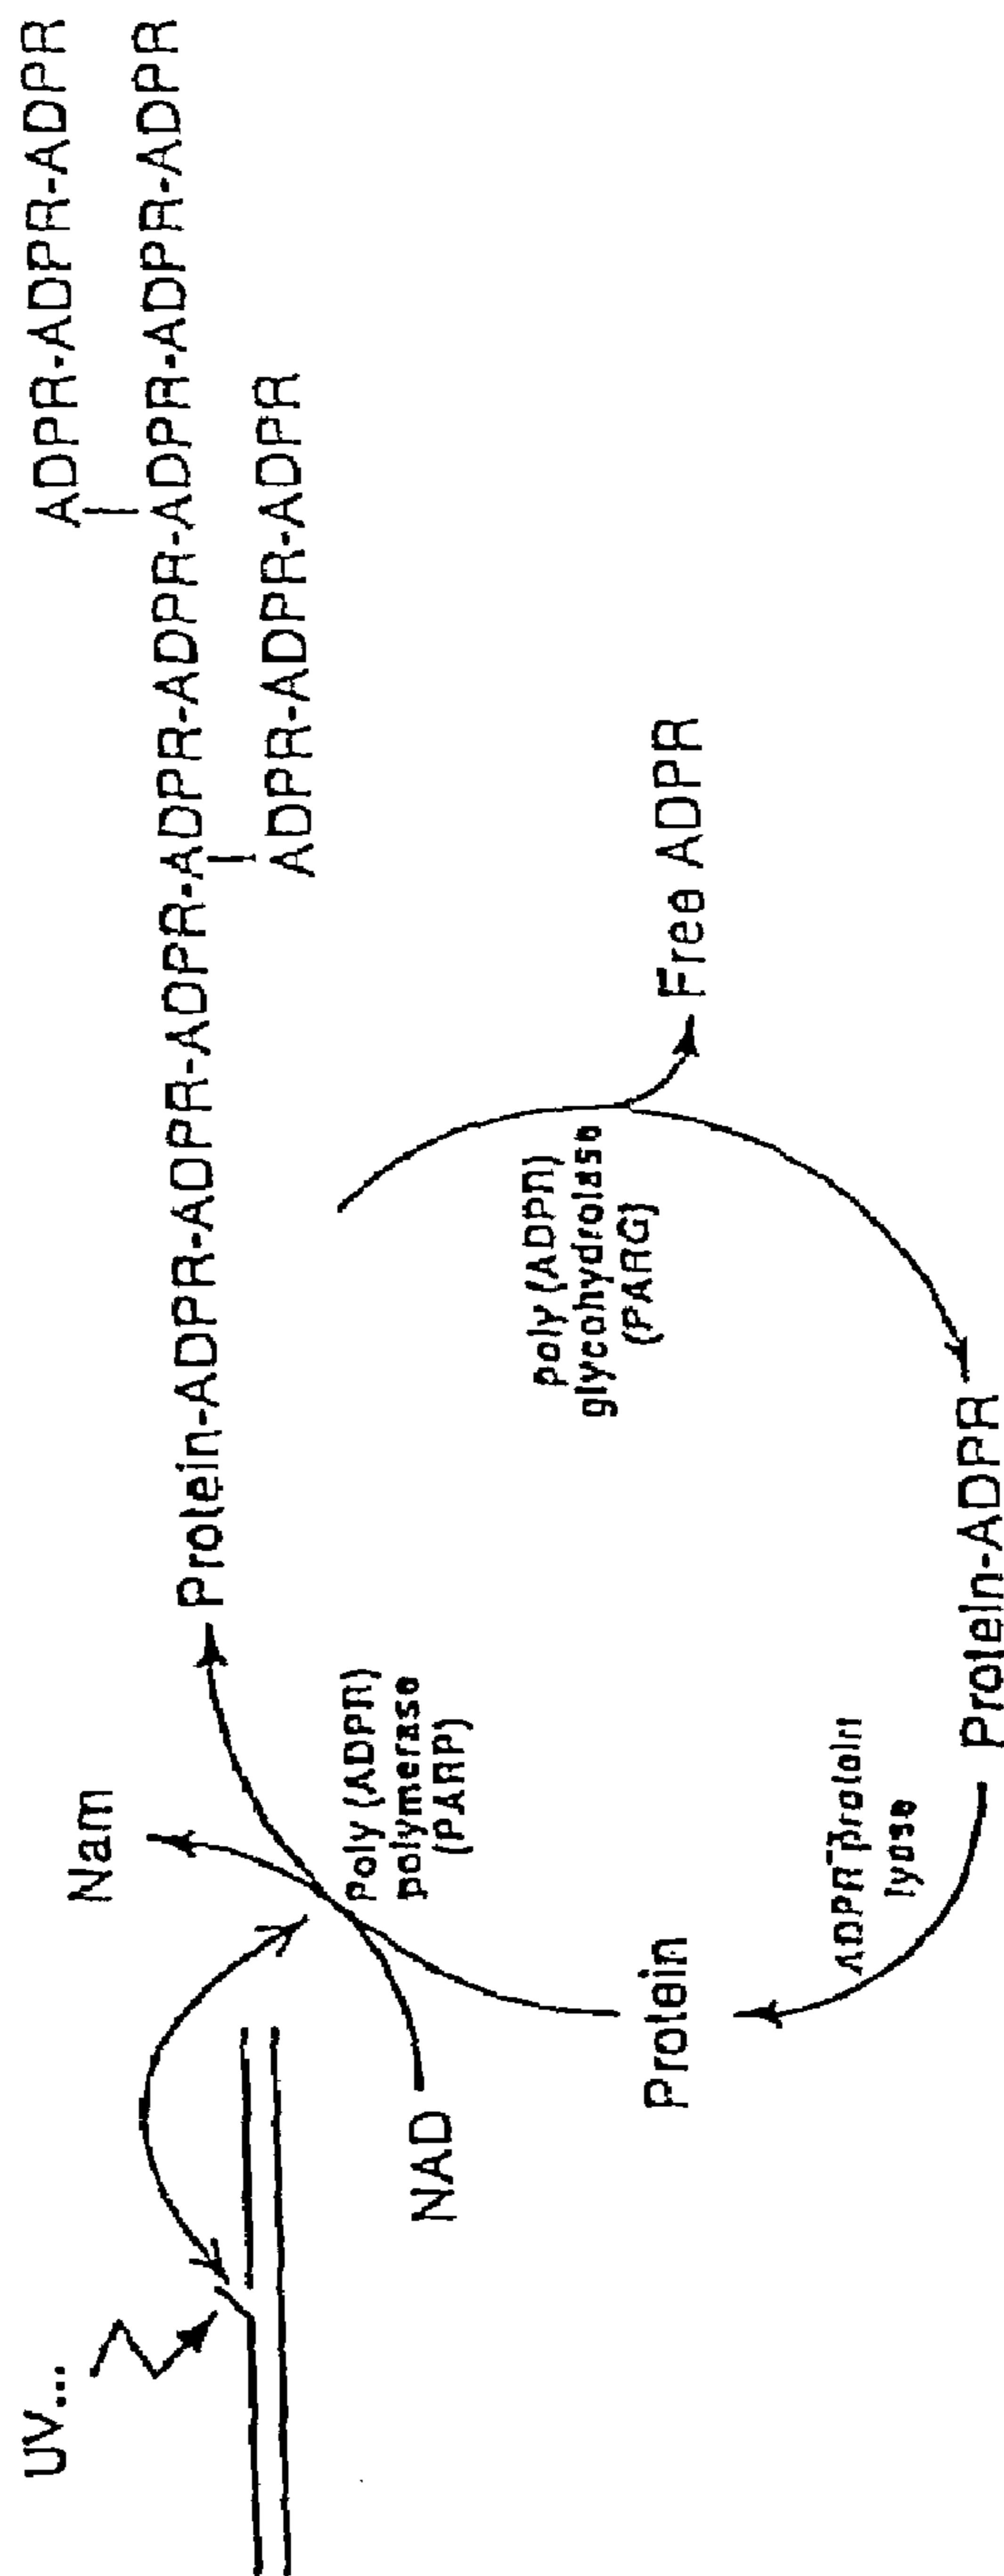 ADPR-ADPR-ADPR
Protein-ADPR-ADPR-ADPR-ADPR-ADPR-ADPR-ADPR-ADPR
ADPR-ADPR-ADPR
UV...
Nam
NAD
Poly (ADPR)
polymerase
(PARP)
poly (ADPR)
glycohydrolase
(PARG)
Free ADPR
Protein
ADPR-protein
lyase
Protein-ADPR